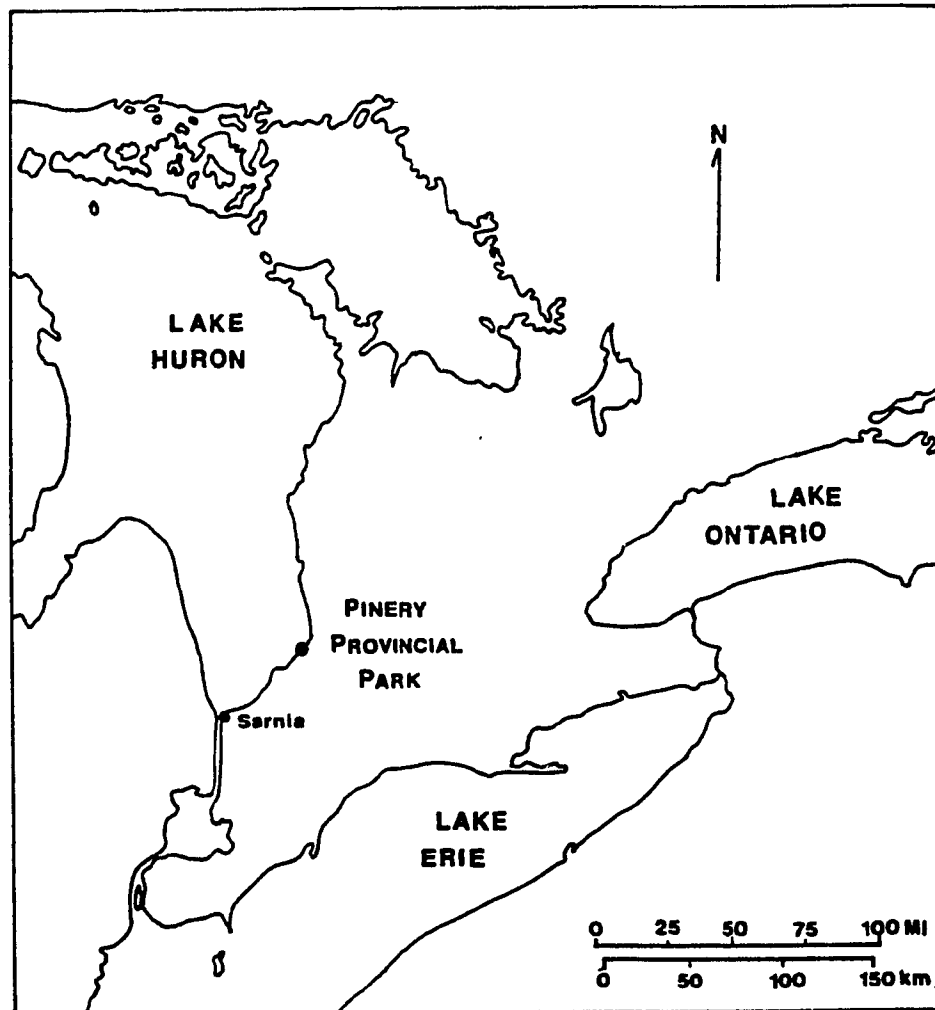 N
LAKE
HURON
LAKE
ONTARIO
PINERY
PROVINCIAL
PARK
Sarnia
LAKE
ERIE
0 25 50 75 100 MI
0 50 100 150 km